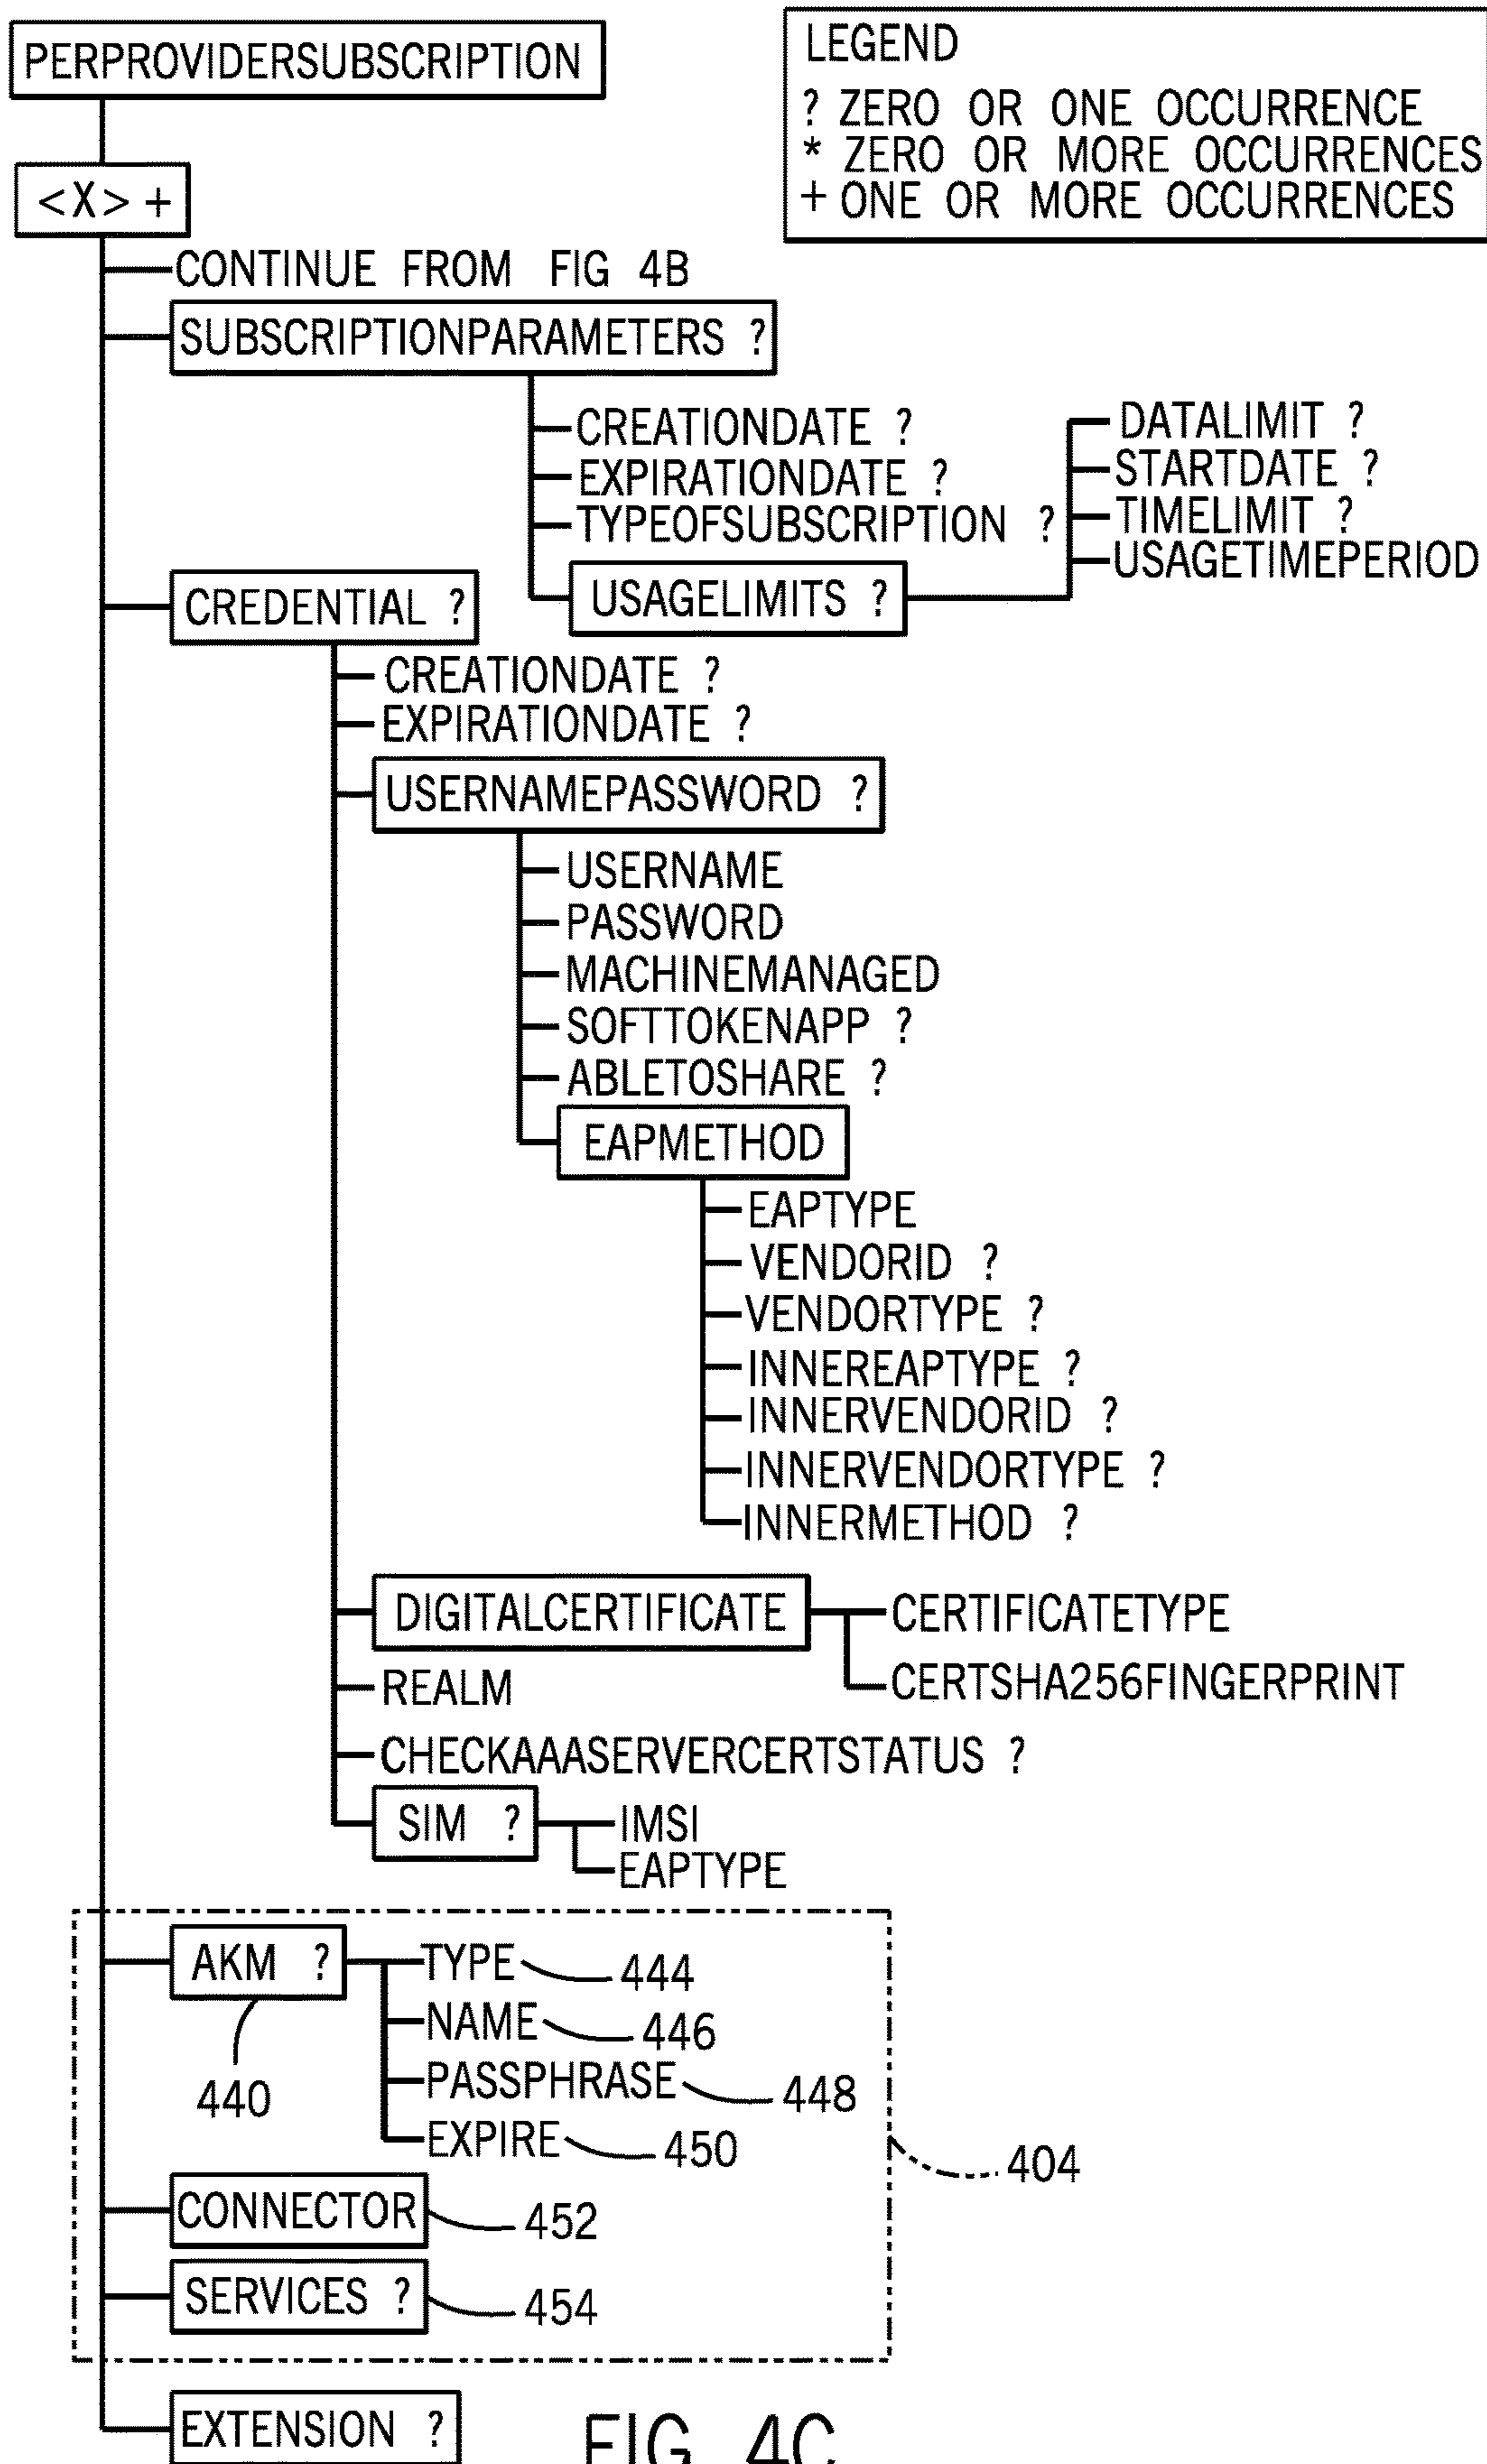 PERPROVIDERSUBSCRIPTION
LEGEND
? ZERO OR ONE OCCURRENCE
* ZERO OR MORE OCCURRENCES
+ ONE OR MORE OCCURRENCES
<X> +
CONTINUE FROM FIG 4B
SUBSCRIPTIONPARAMETERS ?
CREATIONDATE ?
EXPIRATIONDATE ?
TYPEOFSUBSCRIPTION ?
USAGELIMITS ?
DATALIMIT ?
STARTDATE ?
TIMELIMIT ?
USAGETIMEPERIOD
CREDENTIAL ?
CREATIONDATE ?
EXPIRATIONDATE ?
USERNAMEPASSWORD ?
USERNAME
PASSWORD
MACHINEMANAGED
SOFTTOKENAPP ?
ABLETOSHARE ?
EAPMETHOD
EAPTYPE
VENDORID ?
VENDORTYPE ?
INNEREAPTYPE ?
INNERVENDORID ?
INNERVENDORTYPE ?
INNERMETHOD ?
DIGITALCERTIFICATE
CERTIFICATETYPE
CERTSHA256FINGERPRINT
REALM
CHECKAAASERVERCERTSTATUS ?
SIM ?
IMSI
EAPTYPE
AKM ?
440
TYPE 444
NAME 446
PASSPHRASE 448
EXPIRE 450
404
CONNECTOR 452
SERVICES ? 454
EXTENSION ?
FIG 4C